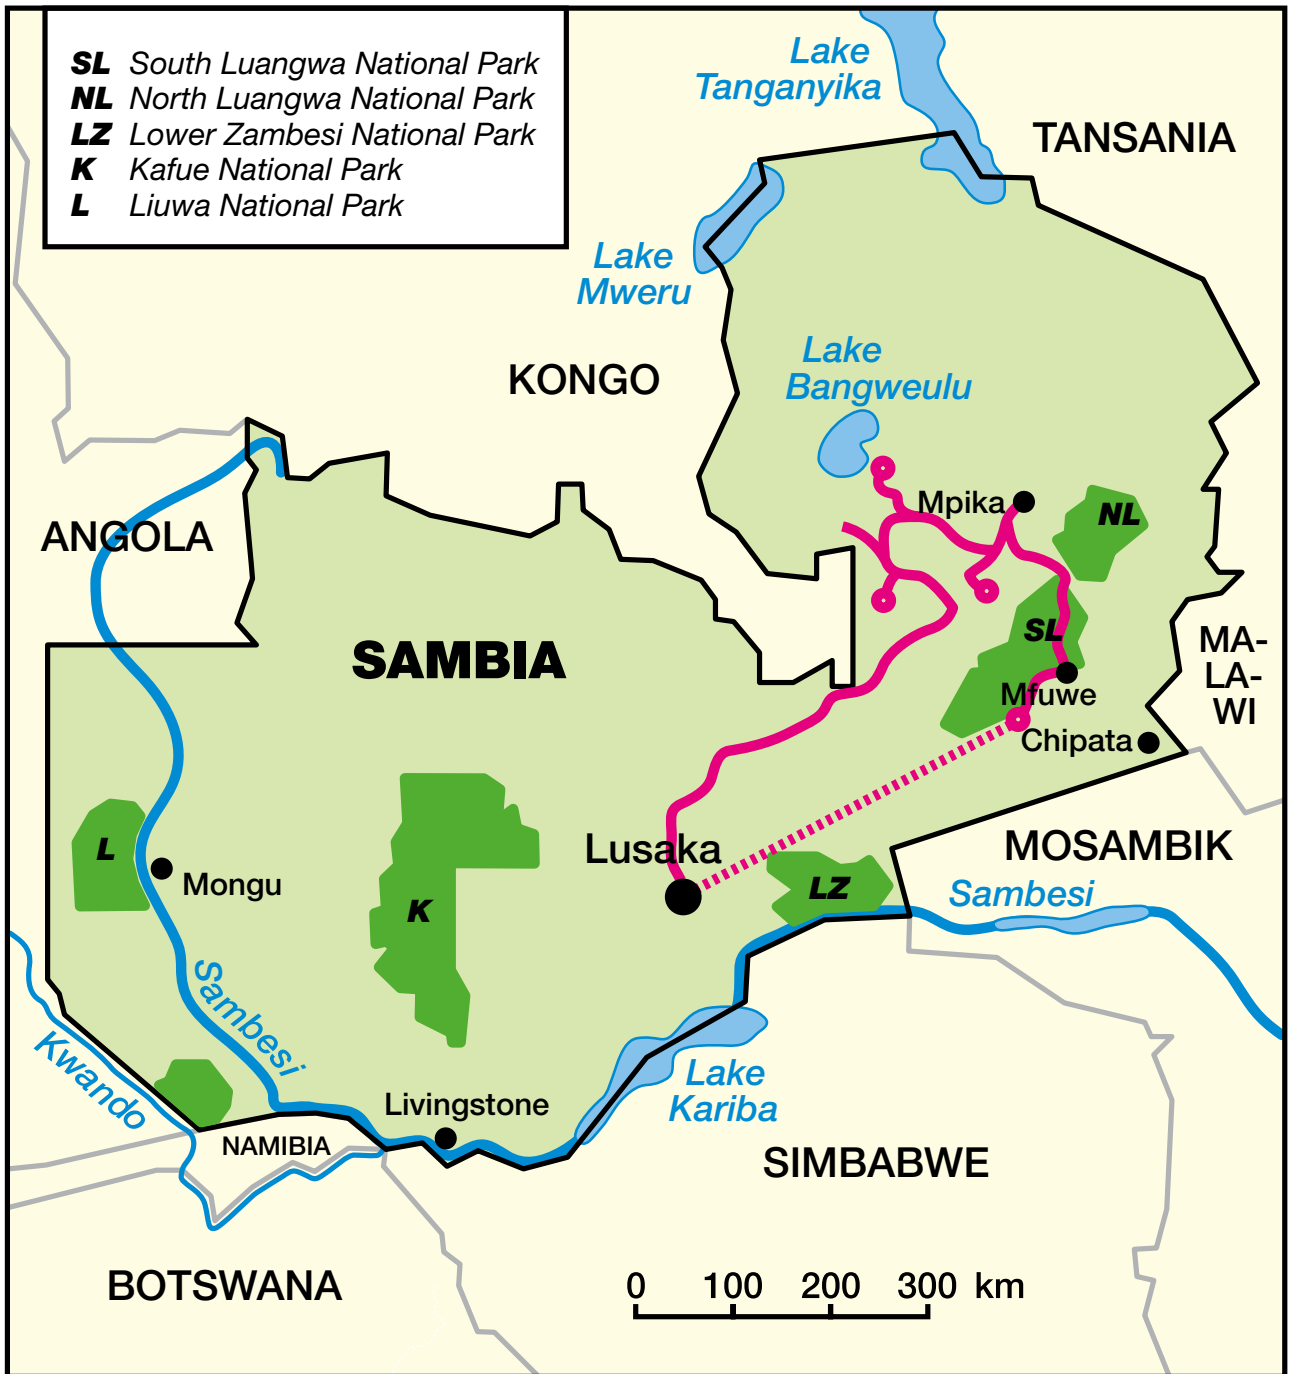 SL South Luangwa National Park
NL North Luangwa National Park
LZ Lower Zambesi National Park
K Kafue National Park
L Liuwa National Park
Lake
Tanganyika
TANSANIA
Lake
Mweru
KONGO
Lake
Bangweulu
Mpika
NL
ANGOLA
SAMBIA
SL
MA-
LA-
WI
Mfuwe
Chipata
Lusaka
MOSAMBIK
L
Mongu
K
LZ
Sambesi
Sambesi
Kwando
Lake
Kariba
Livingstone
NAMIBIA
SIMBABWE
BOTSWANA
0 100 200 300 km